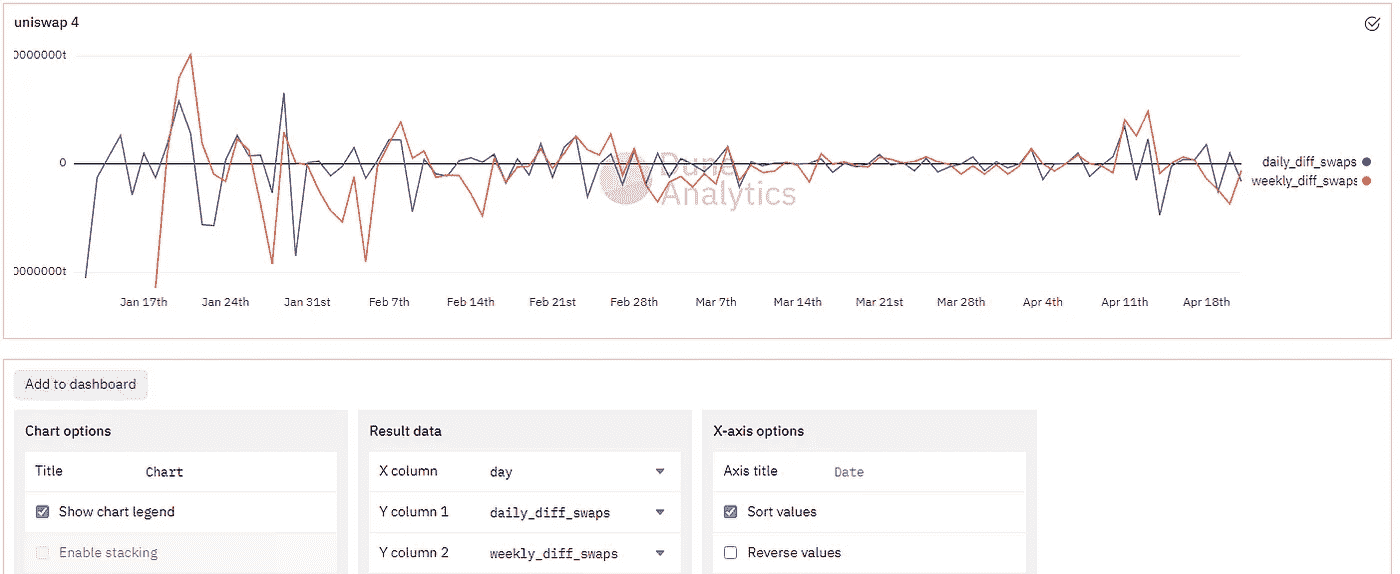 uniswap 4
0000000t
0
0000000t
daily_diff_swaps
weekly_diff_swaps
Dune
Analytics
Jan 17th Jan 24th Jan 31st Feb 7th Feb 14th Feb 21st Feb 28th Mar 7th Mar 14th Mar 21st Mar 28th Apr 4th Apr 11th Apr 18th
Add to dashboard
Chart options
Title Chart
Show chart legend
Enable stacking
Result data
X column day
Y column 1 daily_diff_swaps
Y column 2 weekly_diff_swaps
X-axis options
Axis title Date
Sort values
Reverse values